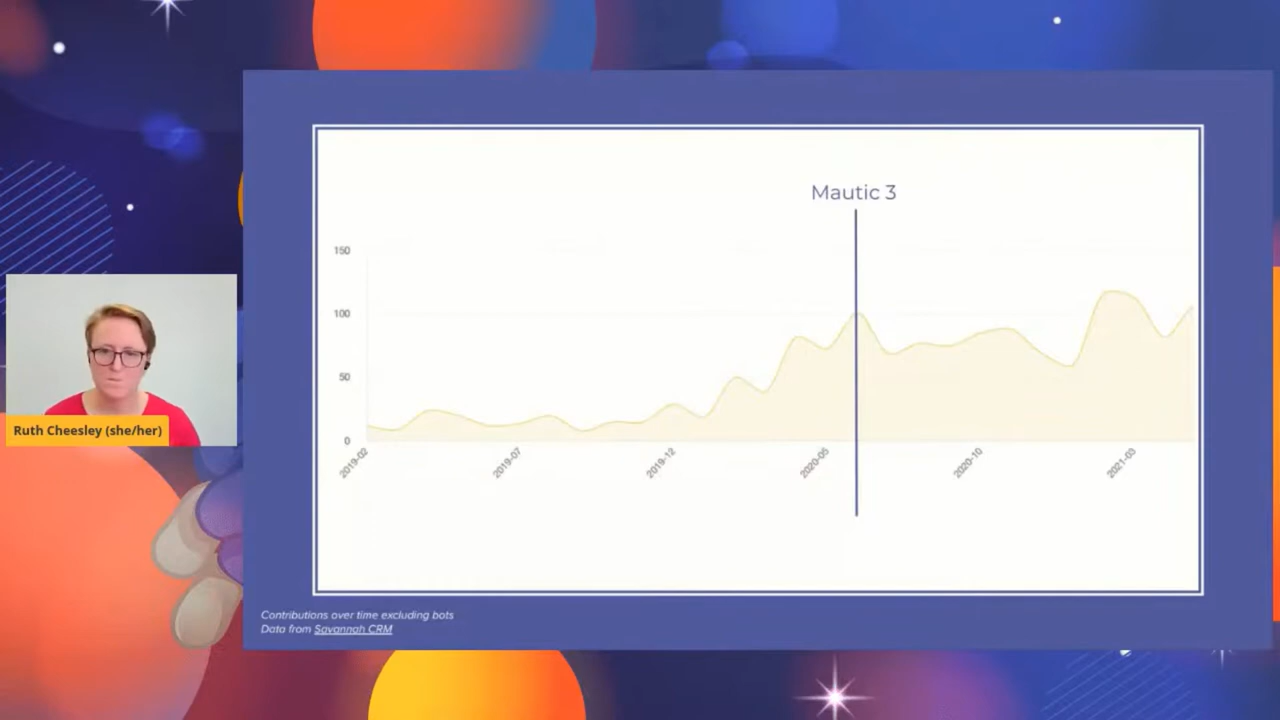 Mautic 3
150
100
50
0
2019-02
2019-07
2019-12
2020-05
2020-10
2021-03
Ruth Cheesley (she/her)
Contributions over time excluding bots
Data from Savannah CRM